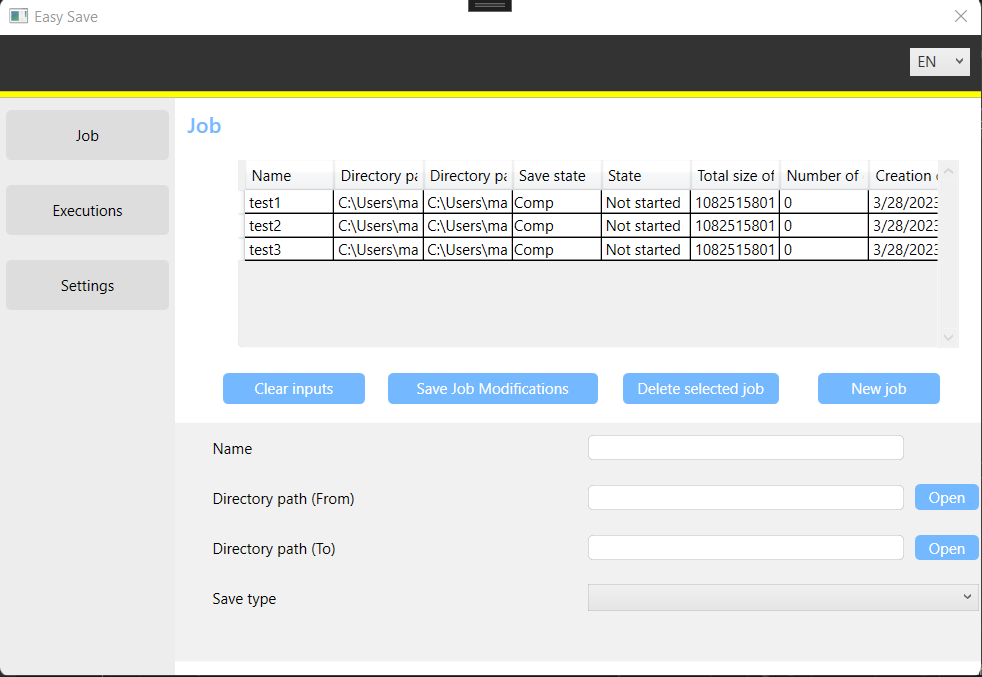 Easy Save
EN
Job
Executions
Settings
Job
Name Directory pa Directory pa Save state State Total size of Number of Creation
test1 C:\Users\ma C:\Users\ma Comp Not started 1082515801 0 3/28/2023
test2 C:\Users\ma C:\Users\ma Comp Not started 1082515801 0 3/28/2023
test3 C:\Users\ma C:\Users\ma Comp Not started 1082515801 0 3/28/2023
Clear inputs Save Job Modifications Delete selected job New job
Name
Directory path (From) Open
Directory path (To) Open
Save type